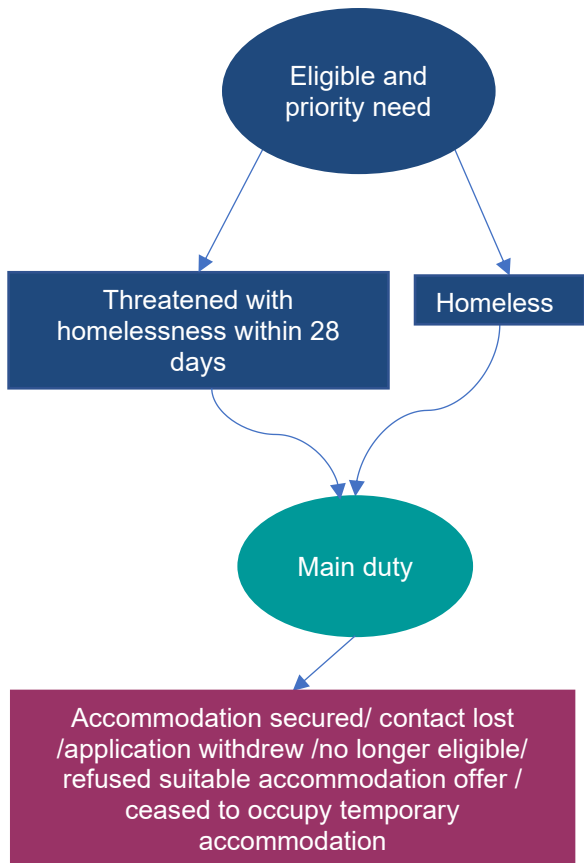 Eligible and
priority need
Threatened with
homelessness within 28
days
Homeless
Main duty
Accommodation secured/ contact lost
/application withdrew /no longer eligible/
refused suitable accommodation offer /
ceased to occupy temporary
accommodation